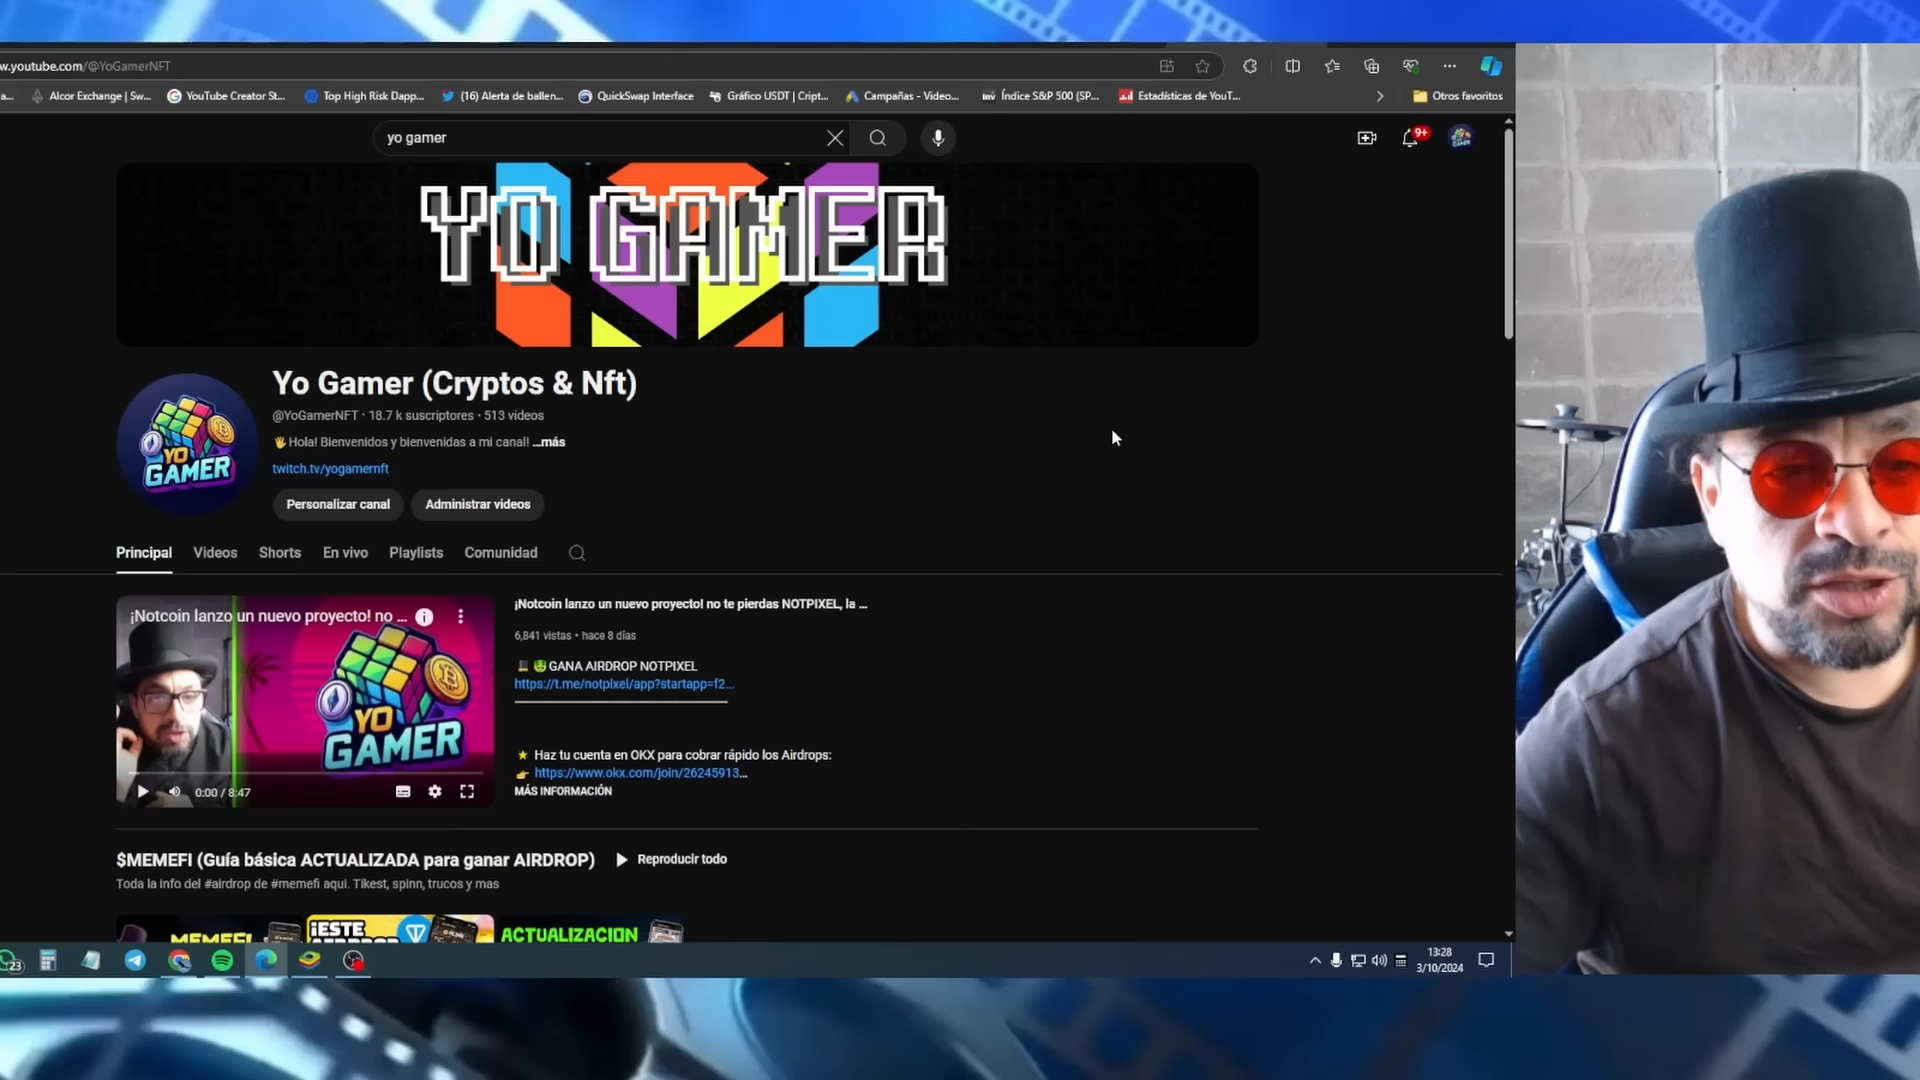 w.youtube.com/@YoGamerNFT
a...
Alcor Exchange | Sw...
YouTube Creator St...
Top High Risk Dapp...
(16) Alerta de ballen...
QuickSwap Interface
Gráfico USDT | Cript...
Campañas - Video...
inv
Índice S&P 500 (SP...
Estadísticas de YouT...
Otros favoritos
yo gamer
9+
YO GAMER
Yo Gamer (Cryptos & Nft)
@YoGamerNFT · 18.7 k suscriptores · 513 videos
Hola! Bienvenidos y bienvenidas a mi canal! ...más
twitch.tv/yogamernft
YO
GAMER
Personalizar canal
Administrar videos
Principal
Videos
Shorts
En vivo
Playlists
Comunidad
¡Notcoin lanzo un nuevo proyecto! no ...
YO
GAMER
0:00 / 8:47
¡Notcoin lanzo un nuevo proyecto! no te pierdas NOTPIXEL, la ...
6,841 vistas · hace 8 días
GANA AIRDROP NOTPIXEL
https://t.me/notpixel/app?startapp=f2...
Haz tu cuenta en OKX para cobrar rápido los Airdrops:
https://www.okx.com/join/26245913...
MÁS INFORMACIÓN
$MEMEFI (Guía básica ACTUALIZADA para ganar AIRDROP)
Reproducir todo
Toda la info del #airdrop de #memefi aqui. Tikest, spinn, trucos y mas
MEMEFI
¡ESTE
AIRDROP
ACTUALIZACION
23
13:28
3/10/2024